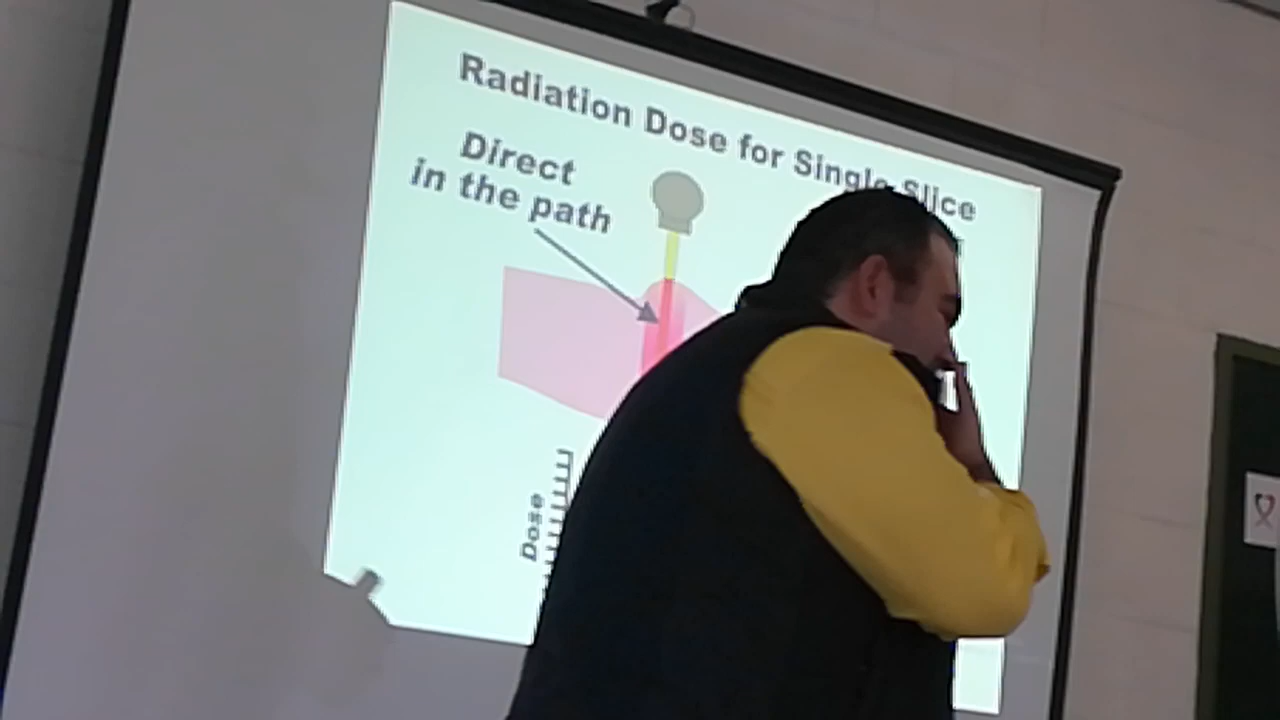 Radiation Dose for Single Slice
Direct
in the path
Dose